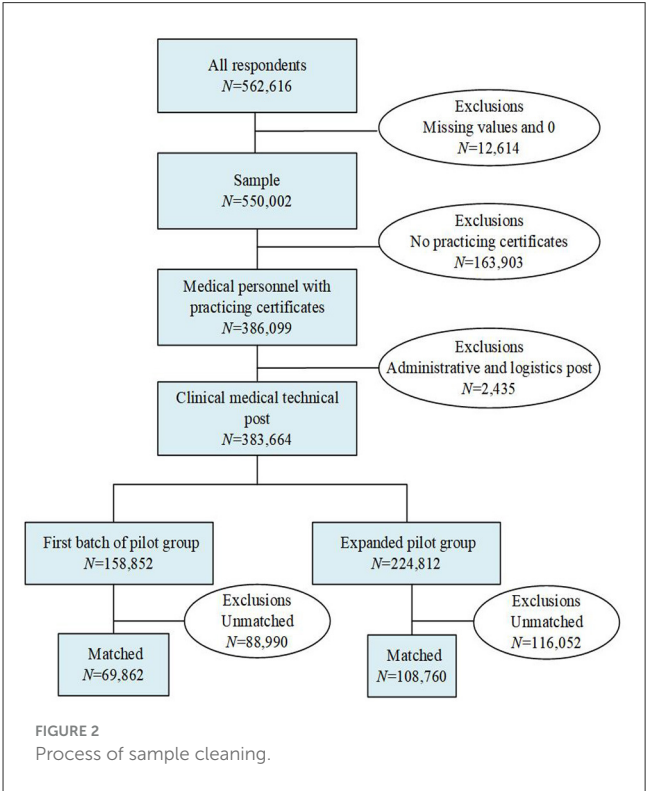 All respondents
N=562,616
Exclusions
Missing values and 0
N=12,614
Sample
N=550,002
Exclusions
No practicing certificates
N=163,903
Medical personnel with
practicing certificates
N=386,099
Exclusions
Administrative and logistics post
N=2,435
Clinical medical technical
post
N=383,664
First batch of pilot group
N=158,852
Expanded pilot group
N=224,812
Exclusions
Unmatched
N=88,990
Exclusions
Unmatched
N=116,052
Matched
N=69,862
Matched
N=108,760
FIGURE 2
Process of sample cleaning.